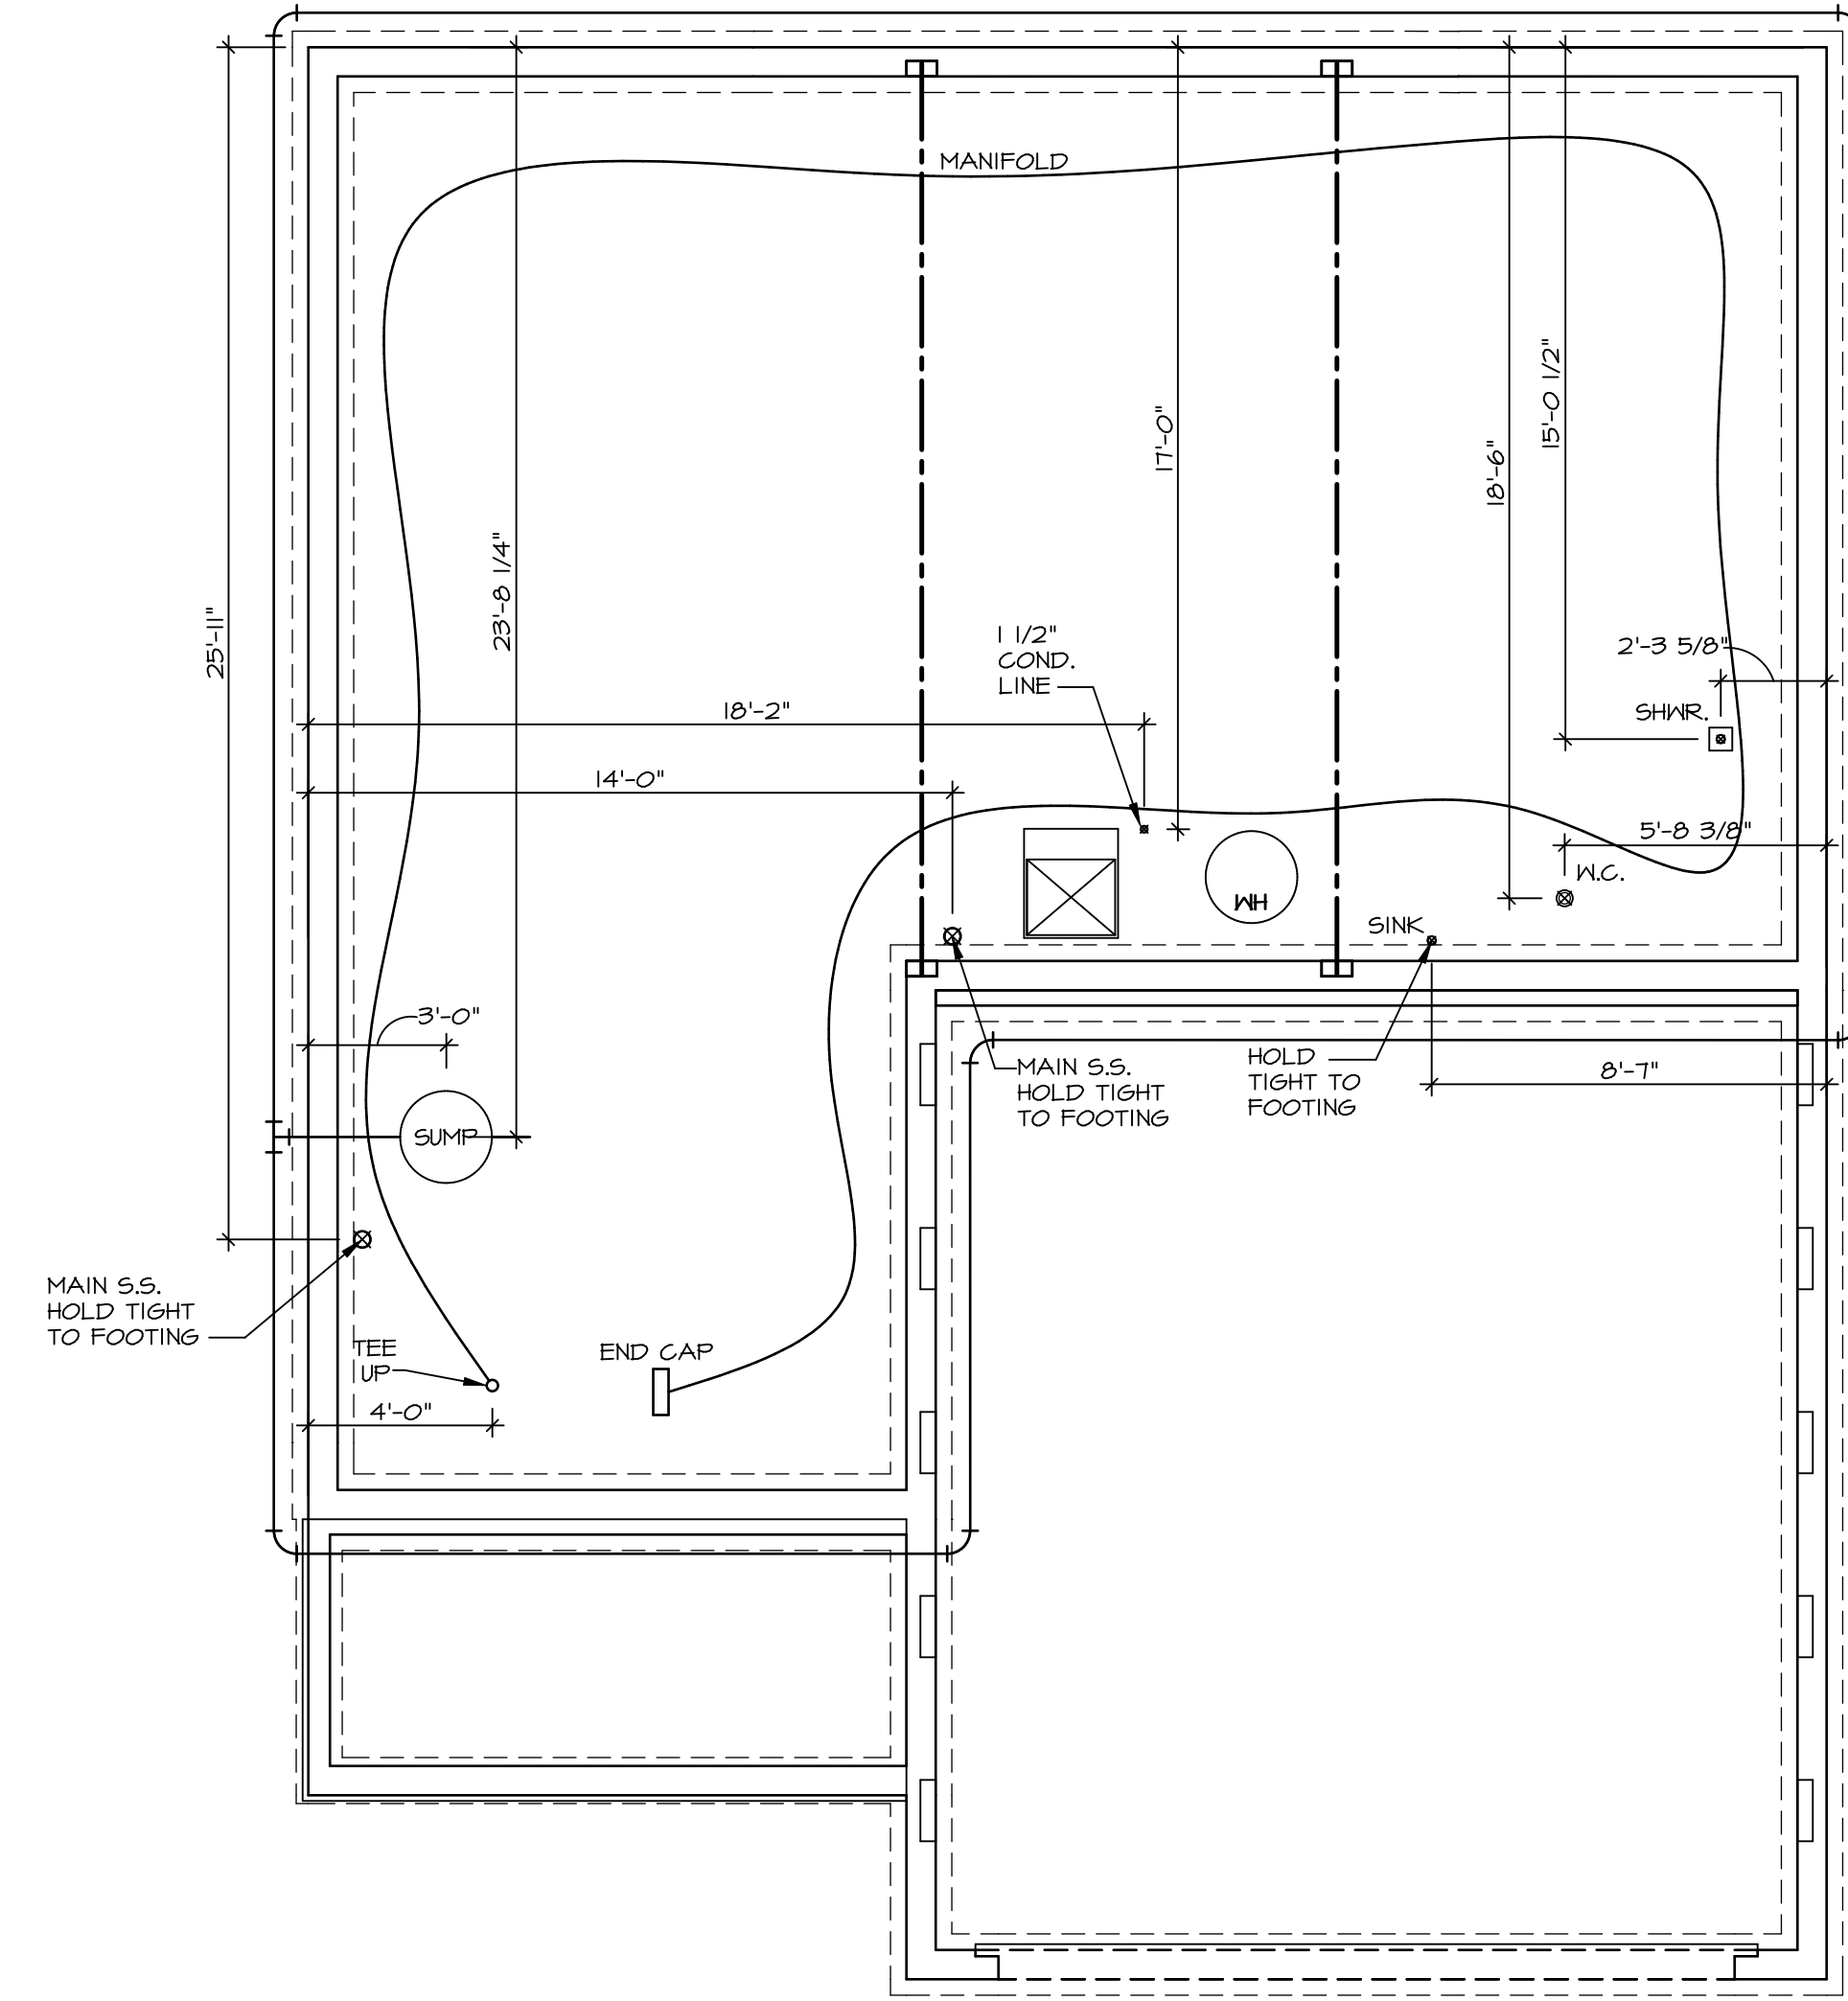 MANIFOLD
15'-0 1/2"
17'-0"
18'-6"
23'-8 1/4"
25'-11"
1 1/2"
COND.
LINE
2'-3 5/8"
18'-2"
SHWR.
14'-0"
5'-8 3/8"
W.C.
WH
SINK
3'-0"
MAIN S.S.
HOLD TIGHT
TO FOOTING
HOLD
TIGHT TO
FOOTING
8'-7"
SUMP
MAIN S.S.
HOLD TIGHT
TO FOOTING
TEE
UP
END CAP
4'-0"